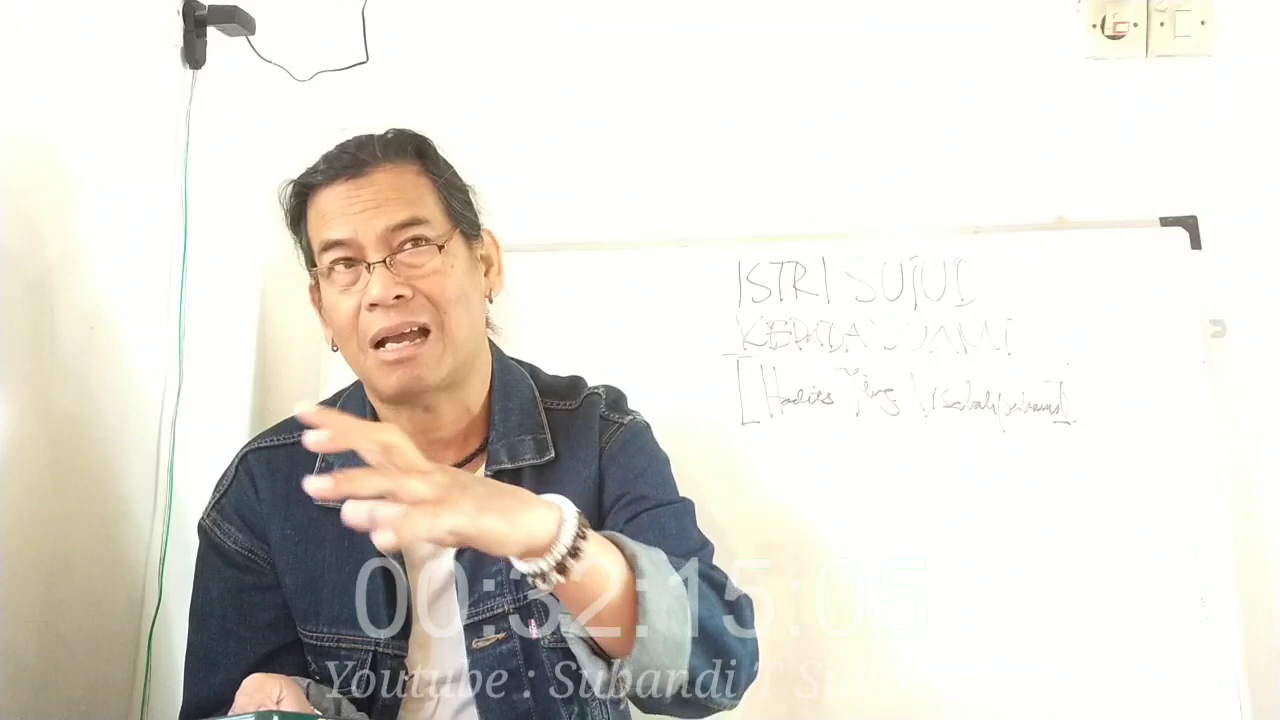 ISTRI SUJUD
KEPADA SUAMI
[Hadits yang
00:32:15:05
Youtube : Subandi T